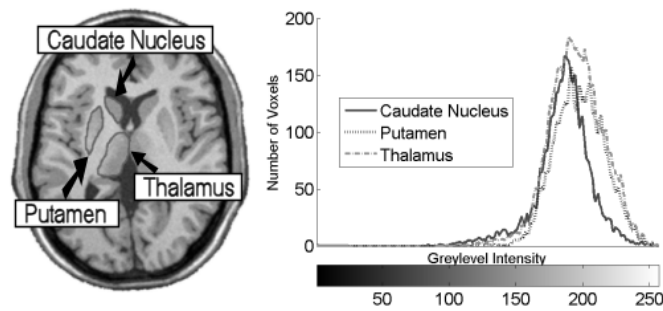 Caudate Nucleus
Thalamus
Putamen
Number of Voxels
200
150
100
50
0
Caudate Nucleus
Putamen
Thalamus
Greylevel Intensity
50
100
150
200
250